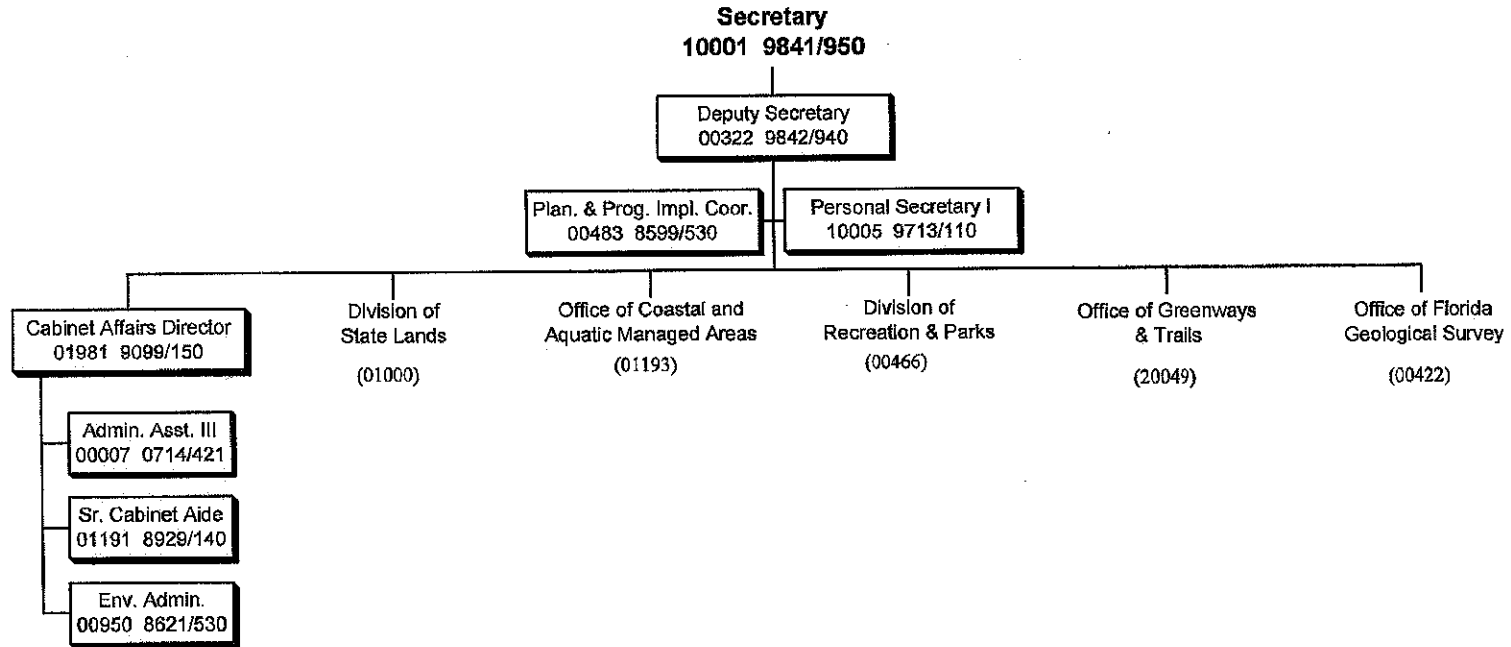 Secretary
10001 9841/950
Deputy Secretary
00322 9842/940
Plan. & Prog. Impl. Coor.
00483 8599/530
Personal Secretary I
10005 9713/110
Cabinet Affairs Director
01981 9099/150
Division of
State Lands
(01000)
Office of Coastal and
Aquatic Managed Areas
(01193)
Division of
Recreation & Parks
(00466)
Office of Greenways
& Trails
(20049)
Office of Florida
Geological Survey
(00422)
Admin. Asst. III
00007 0714/421
Sr. Cabinet Aide
01191 8929/140
Env. Admin.
00950 8621/530